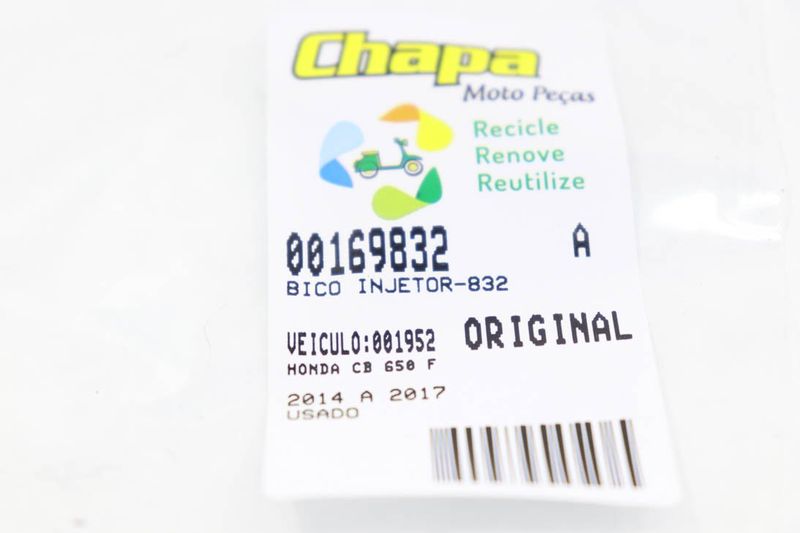 Chapa
Moto Peças
Recicle
Renove
Reutilize
00169832 A
BICO INJETOR-832
VEICULO:001952 ORIGINAL
HONDA CB 650 F
2014 A 2017
USADO